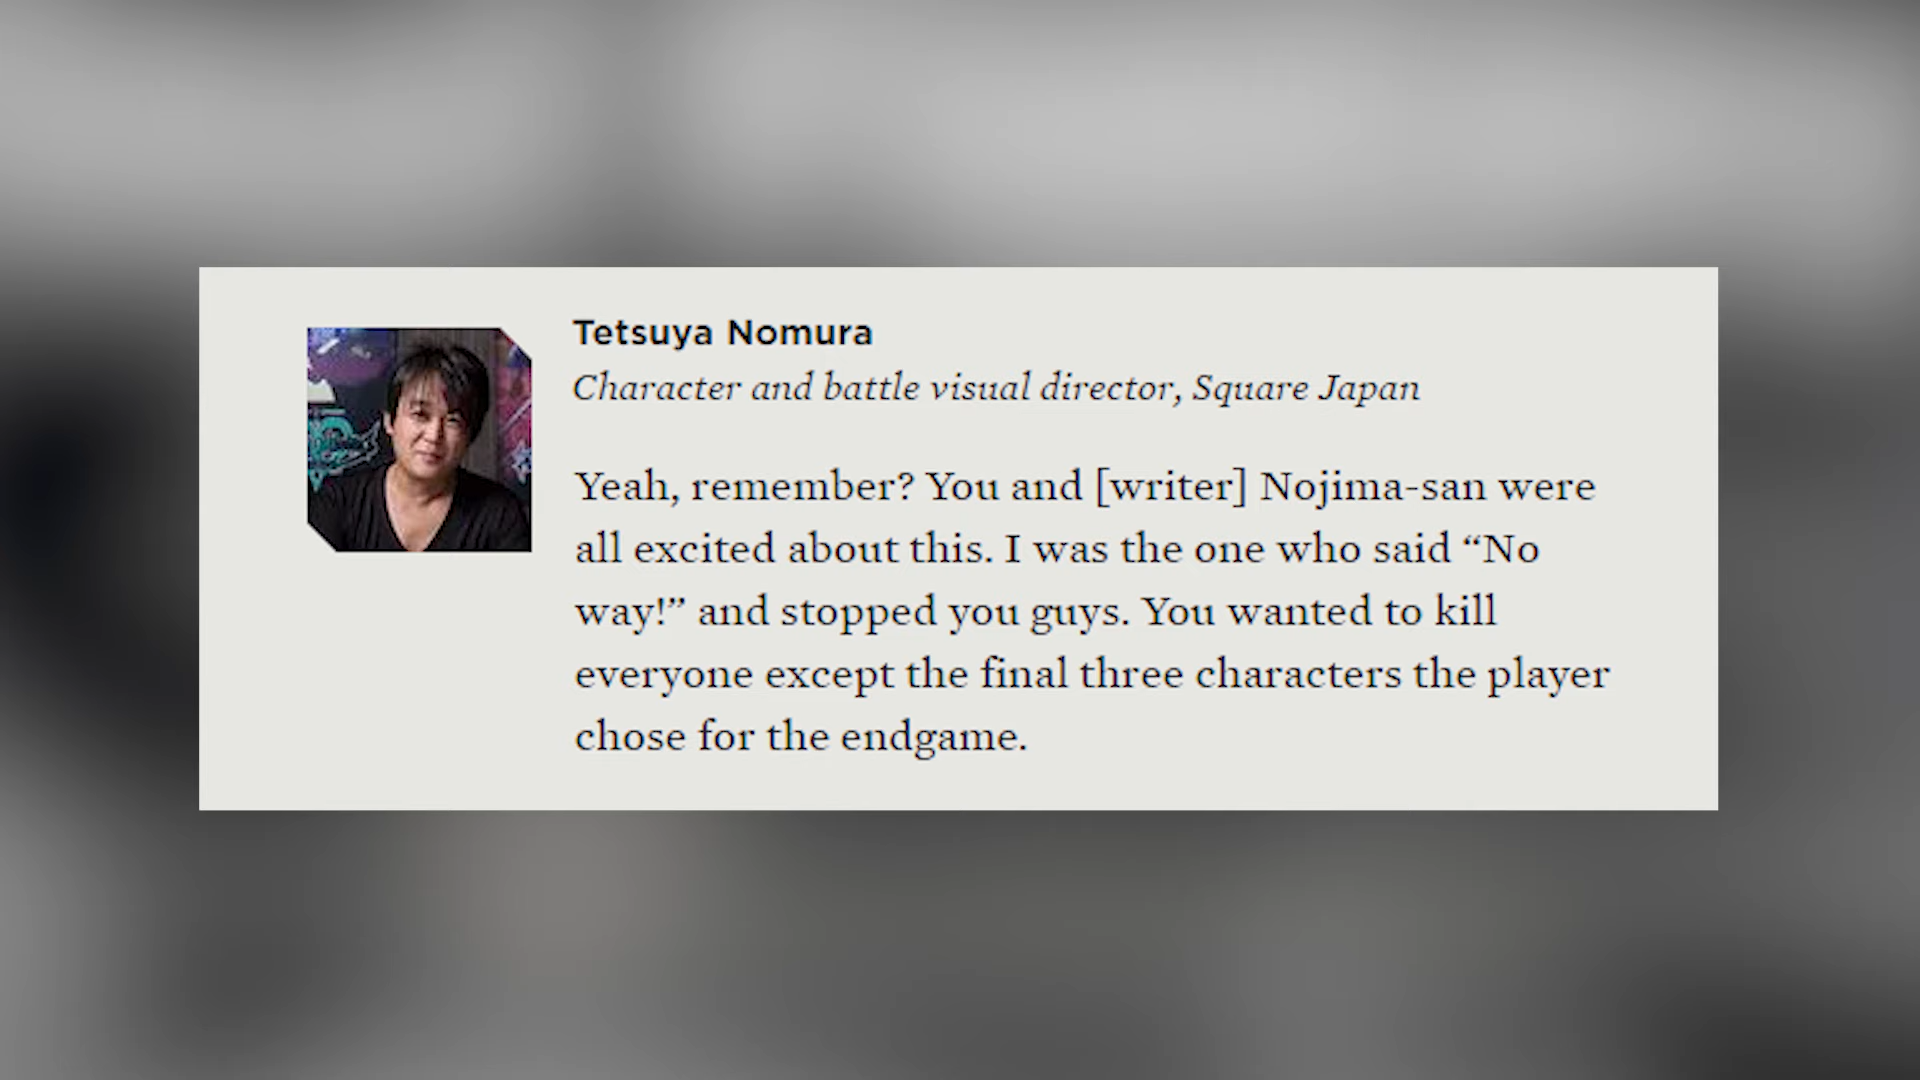 Tetsuya Nomura
Character and battle visual director, Square Japan
Yeah, remember? You and [writer] Nojima-san were
all excited about this. I was the one who said “No
way!” and stopped you guys. You wanted to kill
everyone except the final three characters the player
chose for the endgame.